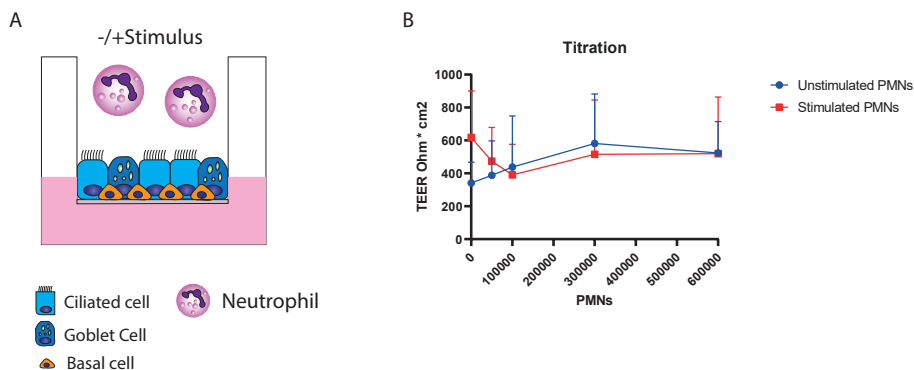 A
-/+Stimulus
Ciliated cell
Neutrophil
Goblet Cell
Basal cell
B
Titration
TEER Ohm * cm2
1000
800
600
400
200
0
0
100000
200000
300000
400000
500000
600000
PMNs
Unstimulated PMNs
Stimulated PMNs